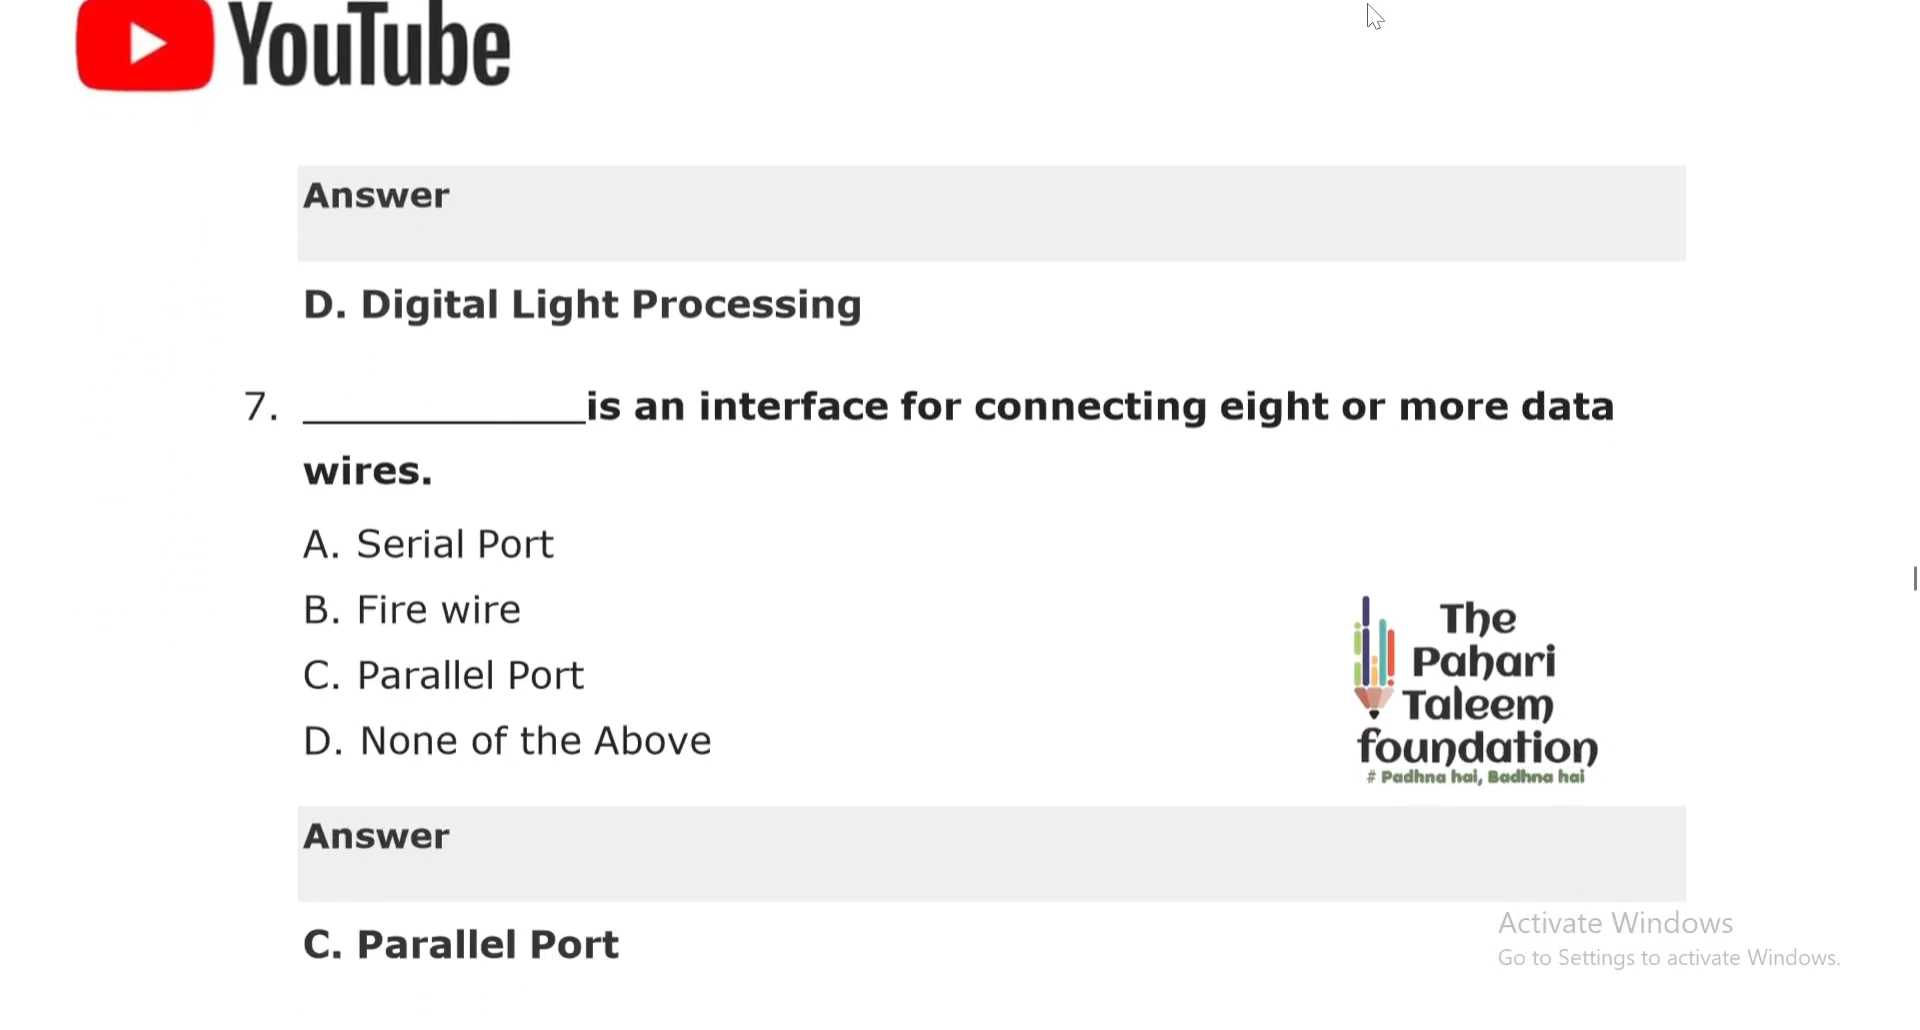 YouTube
Answer
D. Digital Light Processing
7. ____________is an interface for connecting eight or more data
wires.
A. Serial Port
B. Fire wire
C. Parallel Port
D. None of the Above
The
Pahari
Taleem
foundation
# Padhna hai, Badhna hai
Answer
C. Parallel Port
Activate Windows
Go to Settings to activate Windows.